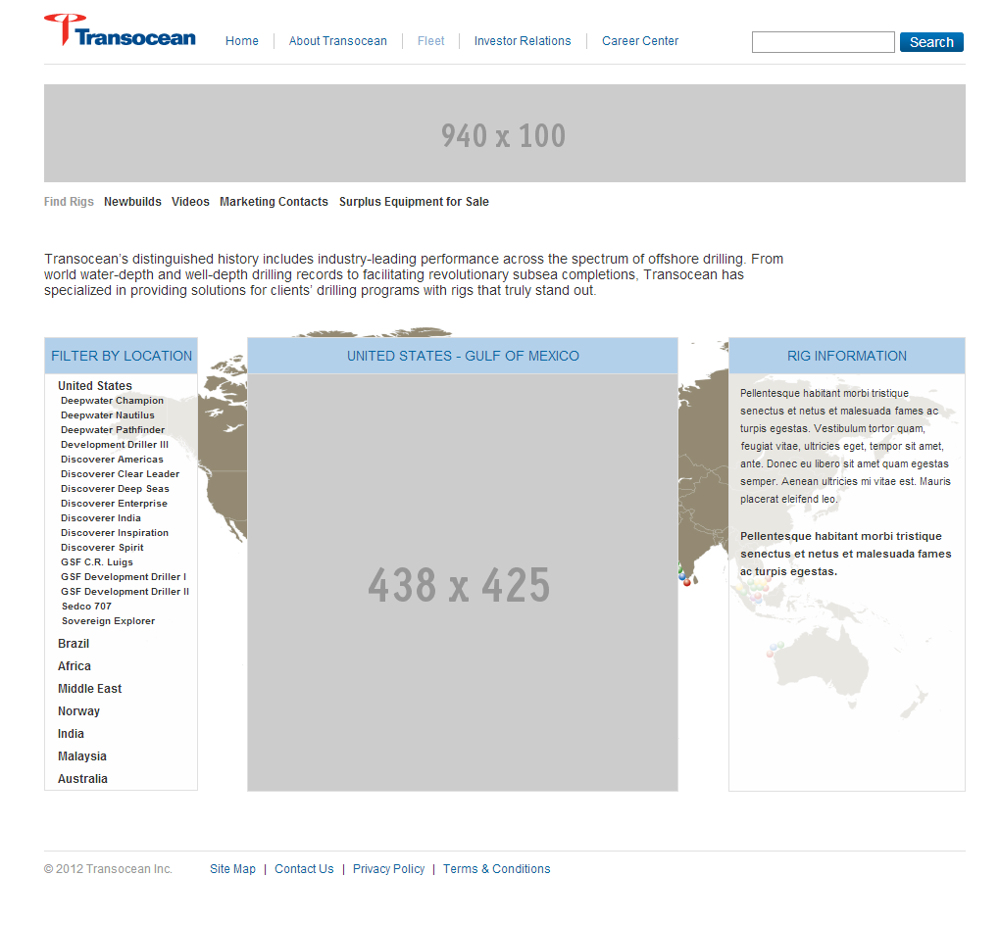 Transocean
Home
About Transocean
Fleet
Investor Relations
Career Center
Search
940 x 100
Find Rigs
Newbuilds
Videos
Marketing Contacts
Surplus Equipment for Sale
Transocean’s distinguished history includes industry-leading performance across the spectrum of offshore drilling. From
world water-depth and well-depth drilling records to facilitating revolutionary subsea completions, Transocean has
specialized in providing solutions for clients’ drilling programs with rigs that truly stand out.
FILTER BY LOCATION
United States
Deepwater Champion
Deepwater Nautilus
Deepwater Pathfinder
Development Driller III
Discoverer Americas
Discoverer Clear Leader
Discoverer Deep Seas
Discoverer Enterprise
Discoverer India
Discoverer Inspiration
Discoverer Spirit
GSF C.R. Luigs
GSF Development Driller I
GSF Development Driller II
Sedco 707
Sovereign Explorer
Brazil
Africa
Middle East
Norway
India
Malaysia
Australia
UNITED STATES - GULF OF MEXICO
438 x 425
RIG INFORMATION
Pellentesque habitant morbi tristique
senectus et netus et malesuada fames ac
turpis egestas. Vestibulum tortor quam,
feugiat vitae, ultricies eget, tempor sit amet,
ante. Donec eu libero sit amet quam egestas
semper. Aenean ultricies mi vitae est. Mauris
placerat eleifend leo.
Pellentesque habitant morbi tristique
senectus et netus et malesuada fames
ac turpis egestas.
© 2012 Transocean Inc.
Site Map | Contact Us | Privacy Policy | Terms & Conditions